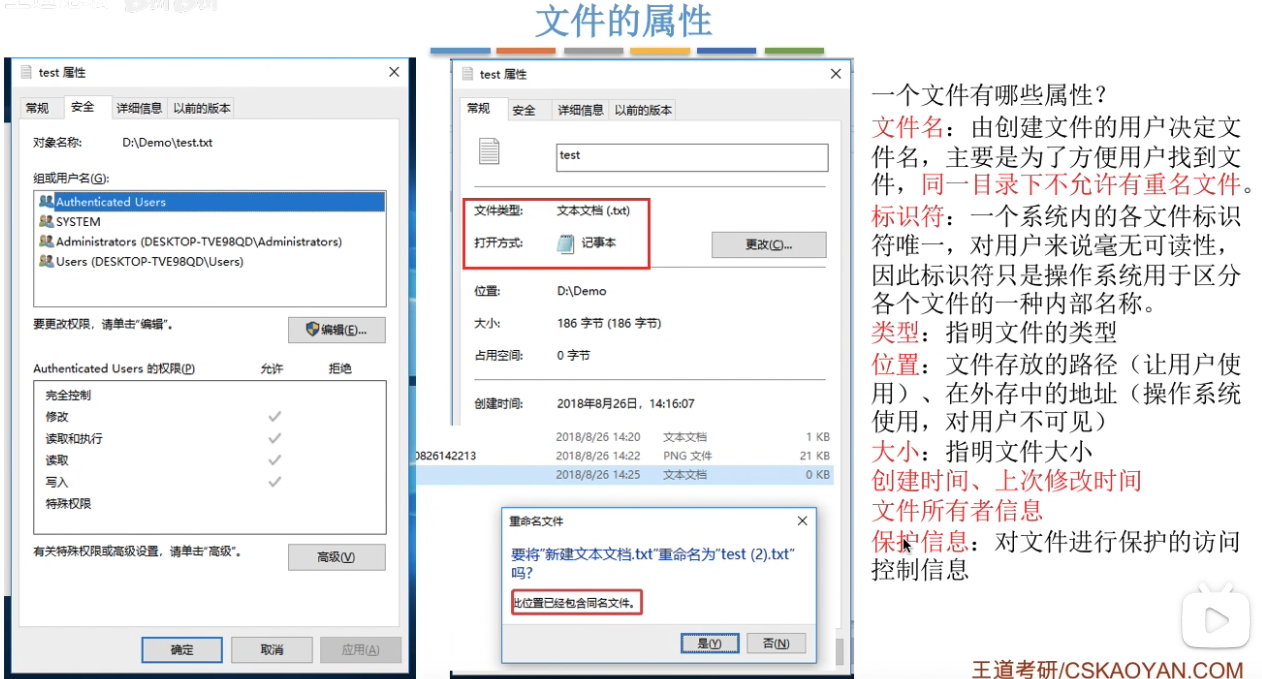 文件的属性
test 属性
常规 安全 详细信息 以前的版本
对象名称: D:\Demo\test.txt
组或用户名(G):
Authenticated Users
SYSTEM
Administrators (DESKTOP-TVE98QD\Administrators)
Users (DESKTOP-TVE98QD\Users)
要更改权限，请单击"编辑"。
编辑(E)...
Authenticated Users 的权限(P) 允许 拒绝
完全控制
修改
读取和执行
读取
写入
特殊权限
有关特殊权限或高级设置，请单击"高级"。
高级(V)
确定 取消 应用(A)
test 属性
常规 安全 详细信息 以前的版本
test
文件类型: 文本文档 (.txt)
打开方式: 记事本
更改(C)...
位置: D:\Demo
大小: 186 字节 (186 字节)
占用空间: 0 字节
创建时间: 2018年8月26日，14:16:07
2018/8/26 14:20 文本文档 1 KB
0826142213 2018/8/26 14:22 PNG 文件 21 KB
2018/8/26 14:25 文本文档 0 KB
重命名文件
要将"新建文本文档.txt"重命名为"test (2).txt"
吗?
此位置已经包含同名文件。
是(Y) 否(N)
一个文件有哪些属性？
文件名：由创建文件的用户决定文
件名，主要是为了方便用户找到文
件，同一目录下不允许有重名文件。
标识符：一个系统内的各文件标识
符唯一，对用户来说毫无可读性，
因此标识符只是操作系统用于区分
各个文件的一种内部名称。
类型：指明文件的类型
位置：文件存放的路径（让用户使
用）、在外存中的地址（操作系统
使用，对用户不可见）
大小：指明文件大小
创建时间、上次修改时间
文件所有者信息
保护信息：对文件进行保护的访问
控制信息
王道考研/CSKAOYAN.COM